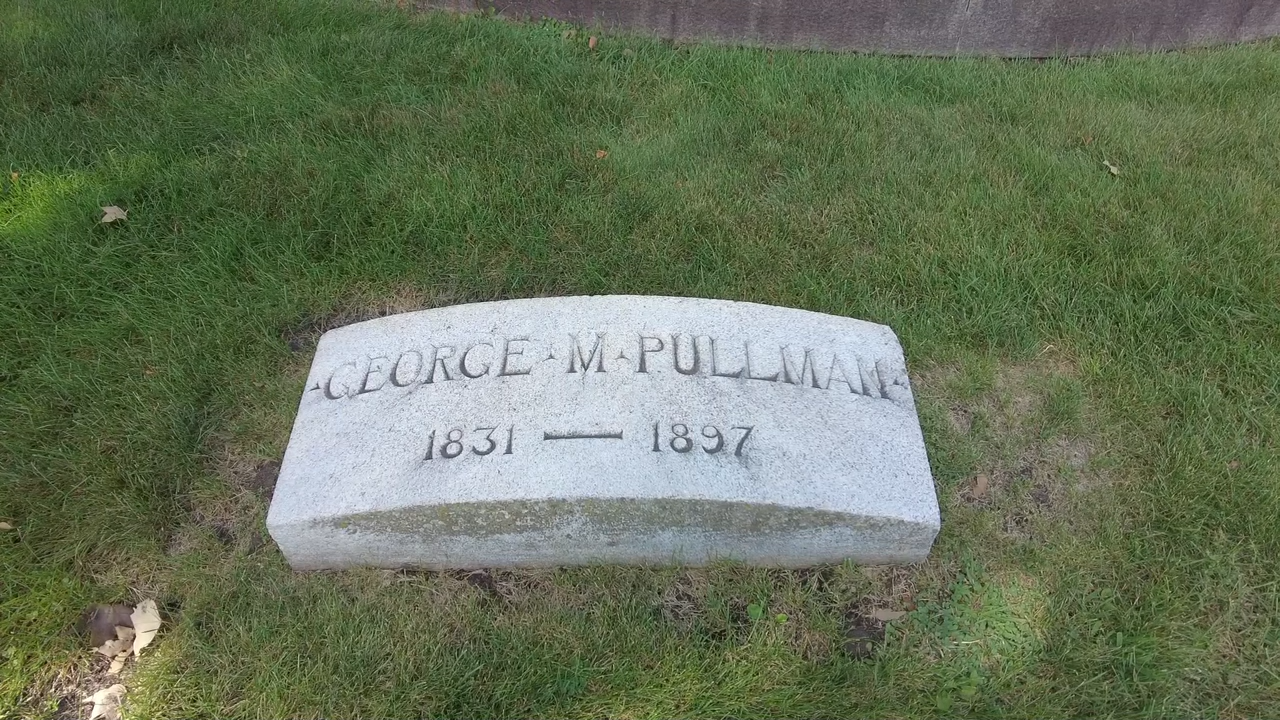 GEORGE · M · PULLMAN
1831 — 1897